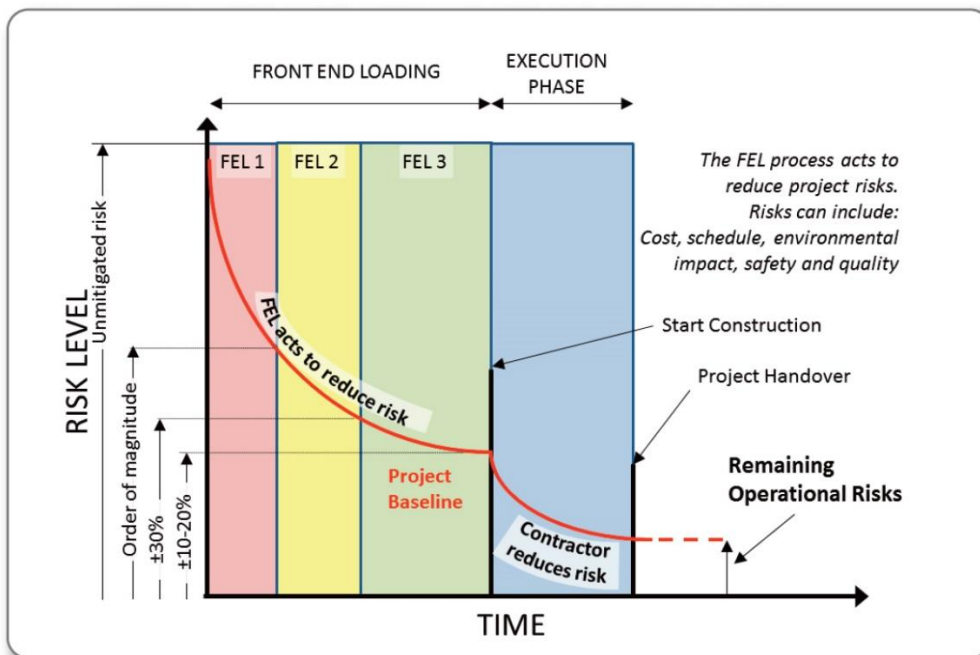 FRONT END LOADING
EXECUTION
PHASE
FEL 1
FEL 2
FEL 3
The FEL process acts to
reduce project risks.
Risks can include:
Cost, schedule, environmental
impact, safety and quality
RISK LEVEL
Unmitigated risk
Order of magnitude
±30%
±10-20%
FEL acts to reduce risk
Start Construction
Project Handover
Project
Baseline
Remaining
Operational Risks
Contractor
reduces risk
TIME